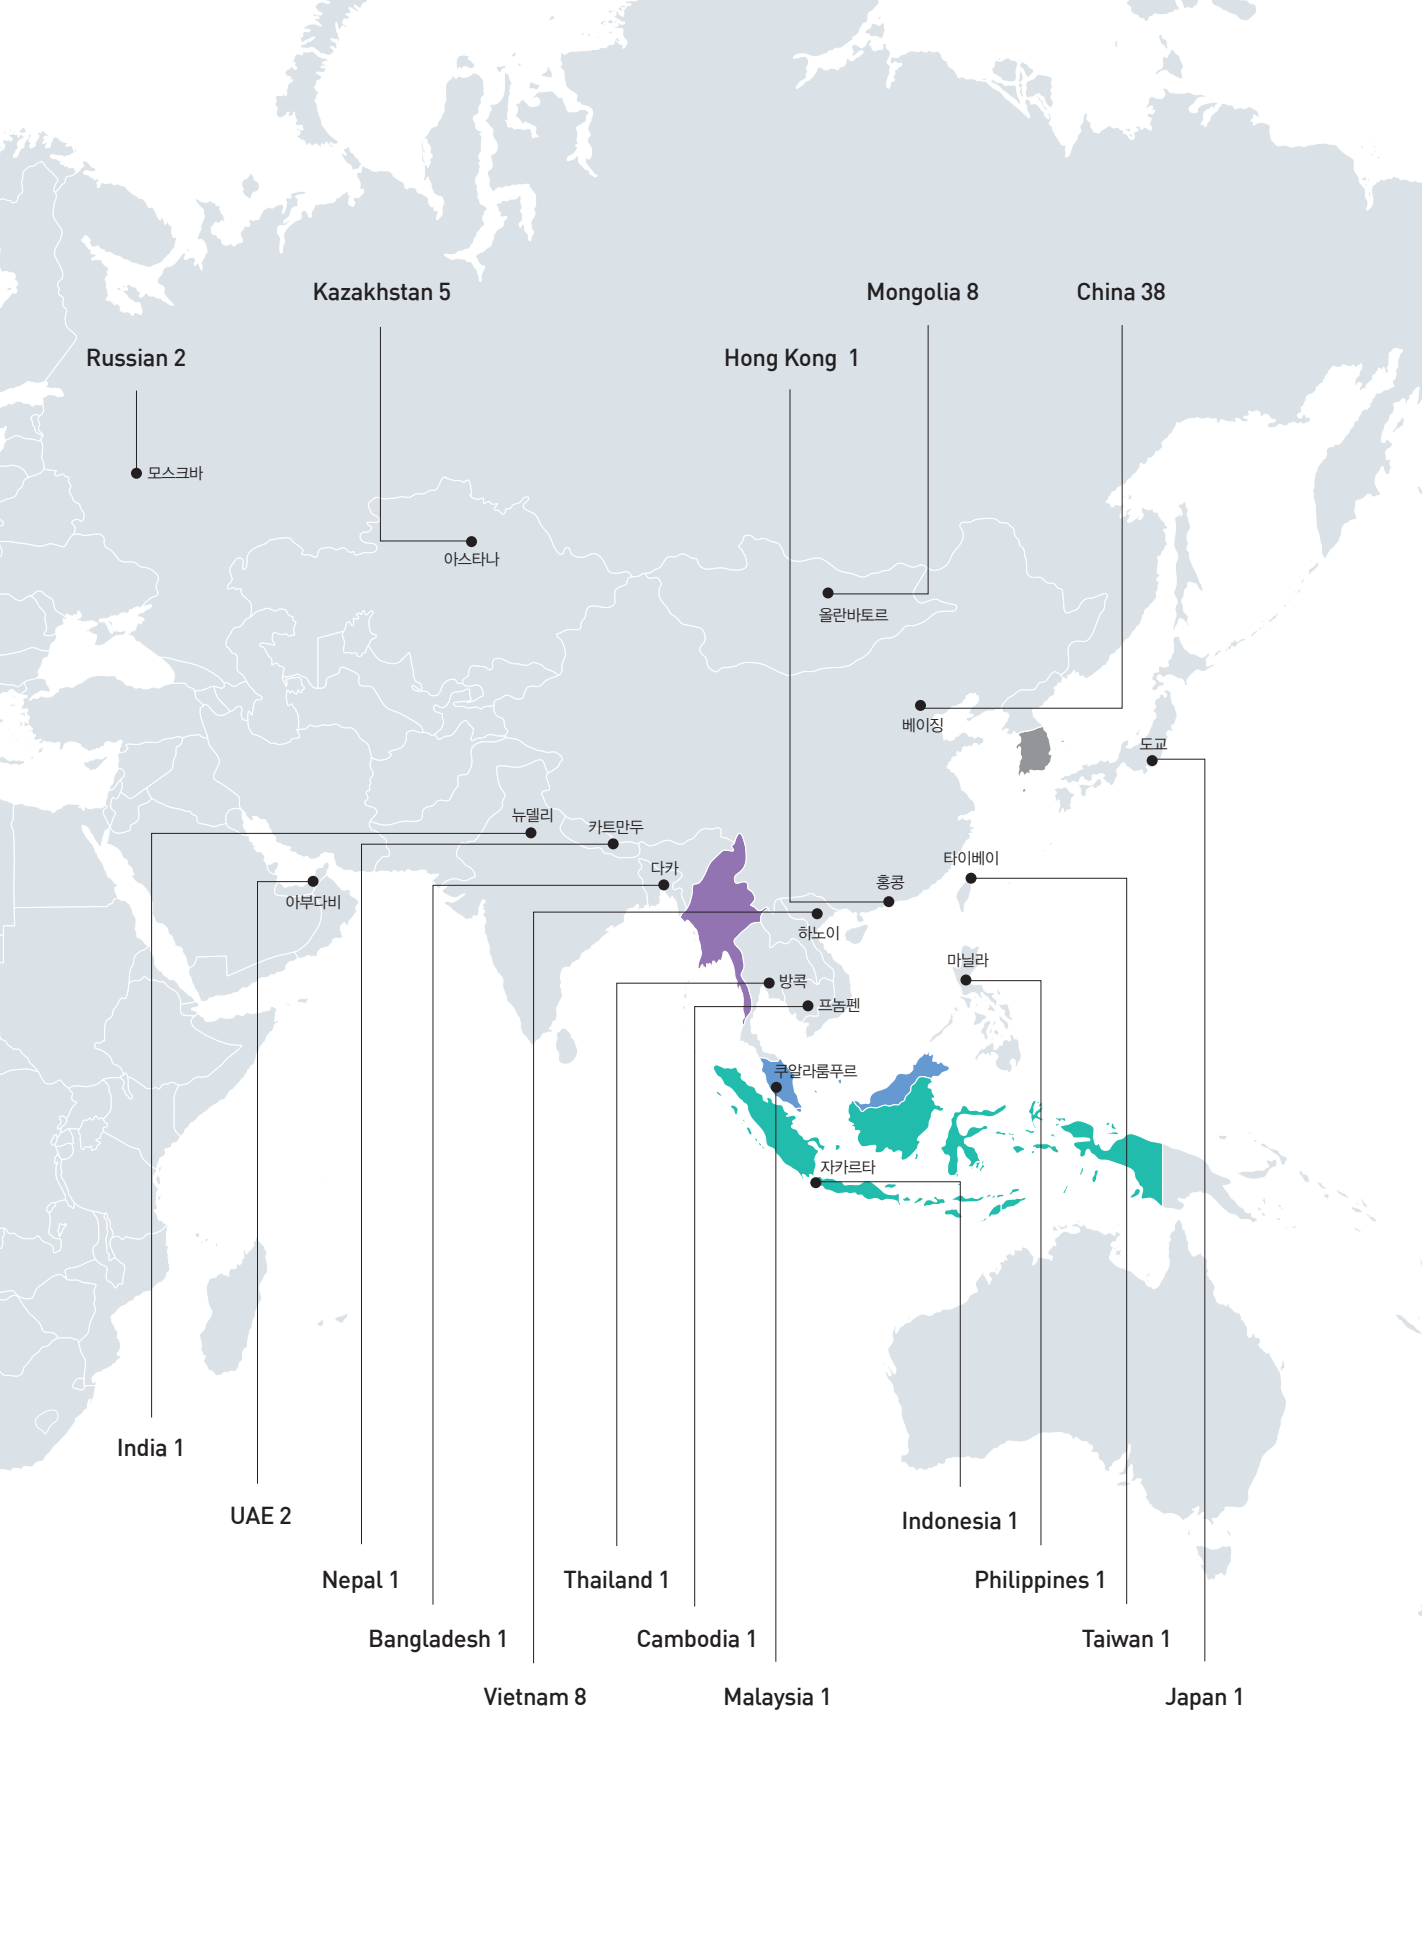 Kazakhstan 5
Mongolia 8
China 38
Russian 2
Hong Kong 1
모스크바
아스타나
울란바토르
베이징
도쿄
뉴델리
카트만두
타이베이
다카
홍콩
아부다비
하노이
마닐라
방콕
프놈펜
쿠알라룸푸르
자카르타
India 1
UAE 2
Indonesia 1
Nepal 1
Thailand 1
Philippines 1
Bangladesh 1
Cambodia 1
Taiwan 1
Vietnam 8
Malaysia 1
Japan 1